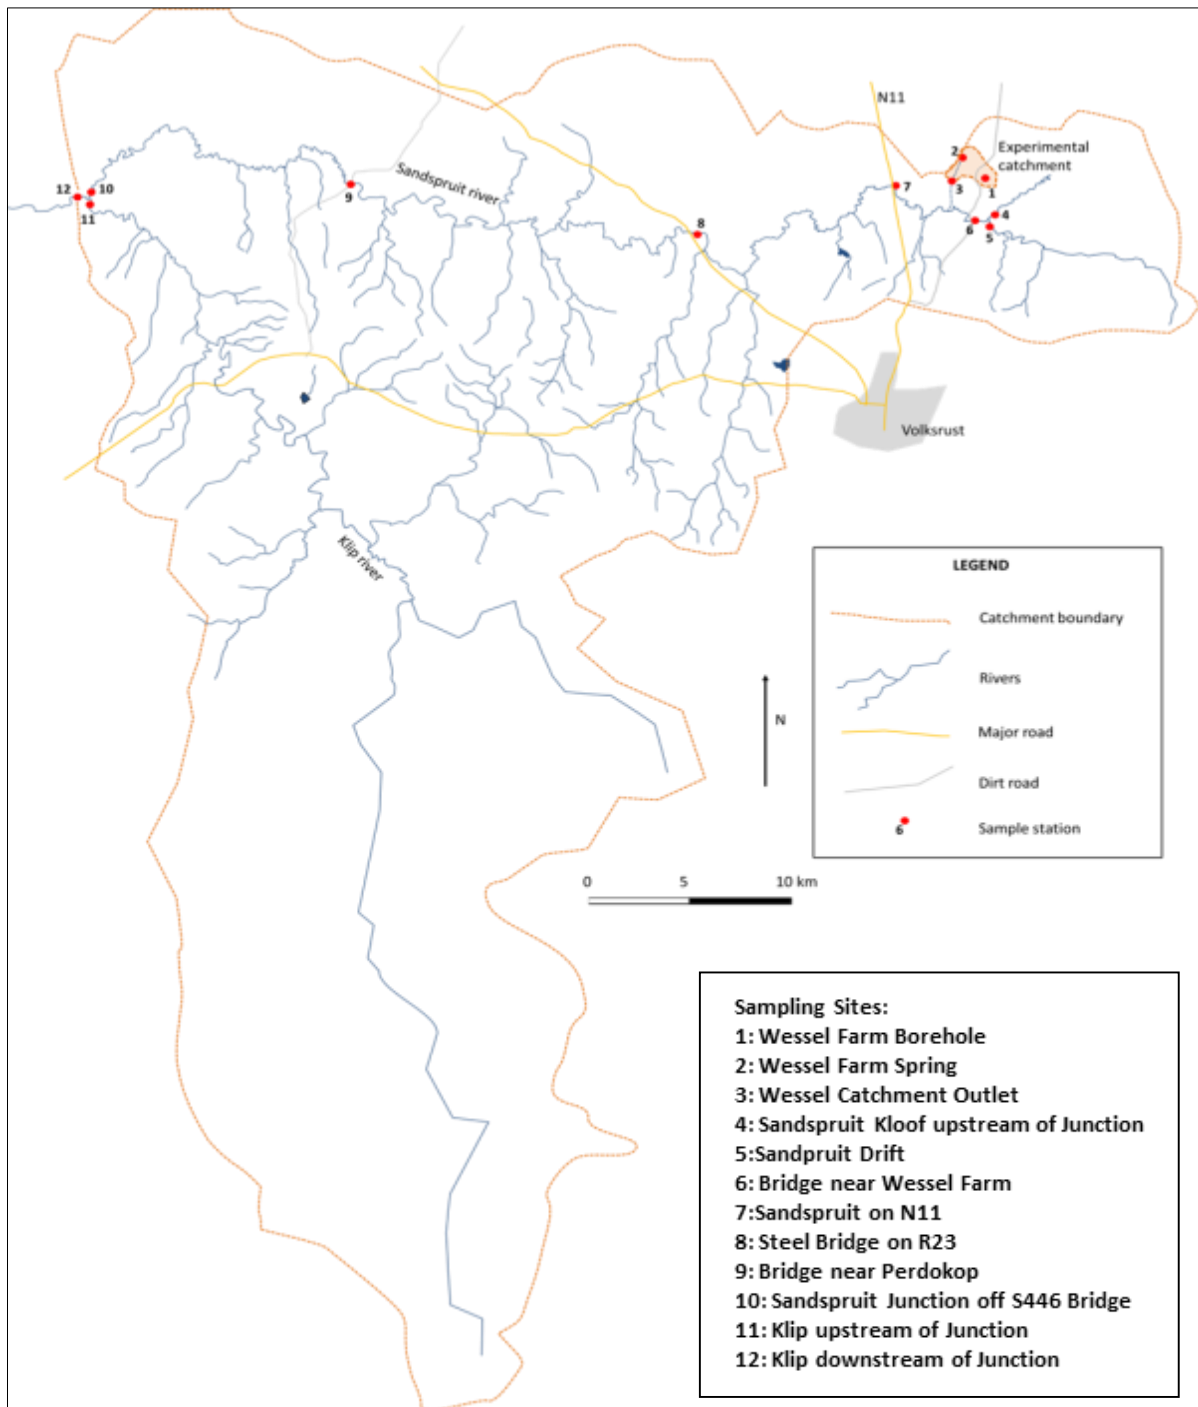 N11
2
Experimental
catchment
12
10
Sandspruit river
7
3
1
11
9
4
8
6
5
Volksrust
Klip river
LEGEND
Catchment boundary
Rivers
N
Major road
Dirt road
6
Sample station
0 5 10 km
Sampling Sites:
1: Wessel Farm Borehole
2: Wessel Farm Spring
3: Wessel Catchment Outlet
4: Sandspruit Kloof upstream of Junction
5:Sandpruit Drift
6: Bridge near Wessel Farm
7:Sandspruit on N11
8: Steel Bridge on R23
9: Bridge near Perdokop
10: Sandspruit Junction off S446 Bridge
11: Klip upstream of Junction
12: Klip downstream of Junction